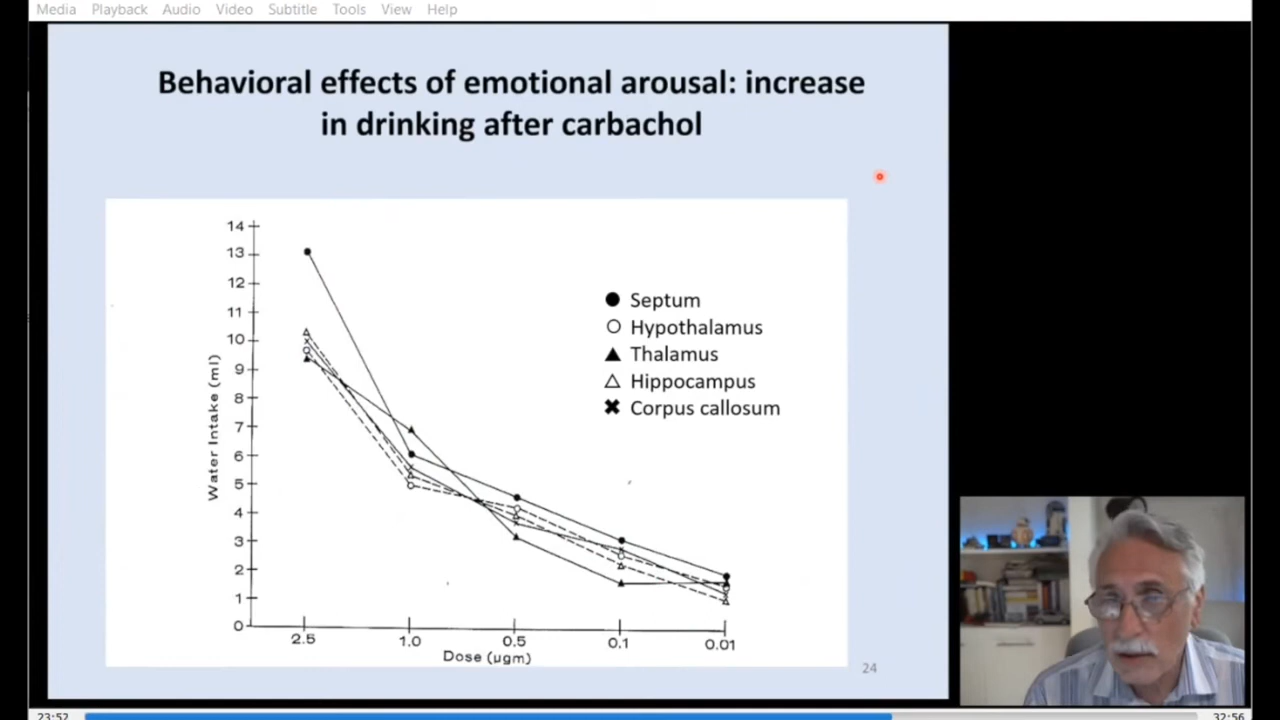 Media Playback Audio Video Subtitle Tools View Help
Behavioral effects of emotional arousal: increase
in drinking after carbachol
14
13
12
11
10
9
8
7
6
5
4
3
2
1
0
Water Intake (ml)
Septum
Hypothalamus
Thalamus
Hippocampus
Corpus callosum
2.5 1.0 0.5 0.1 0.01
Dose (μgm)
24
23:52 32:56